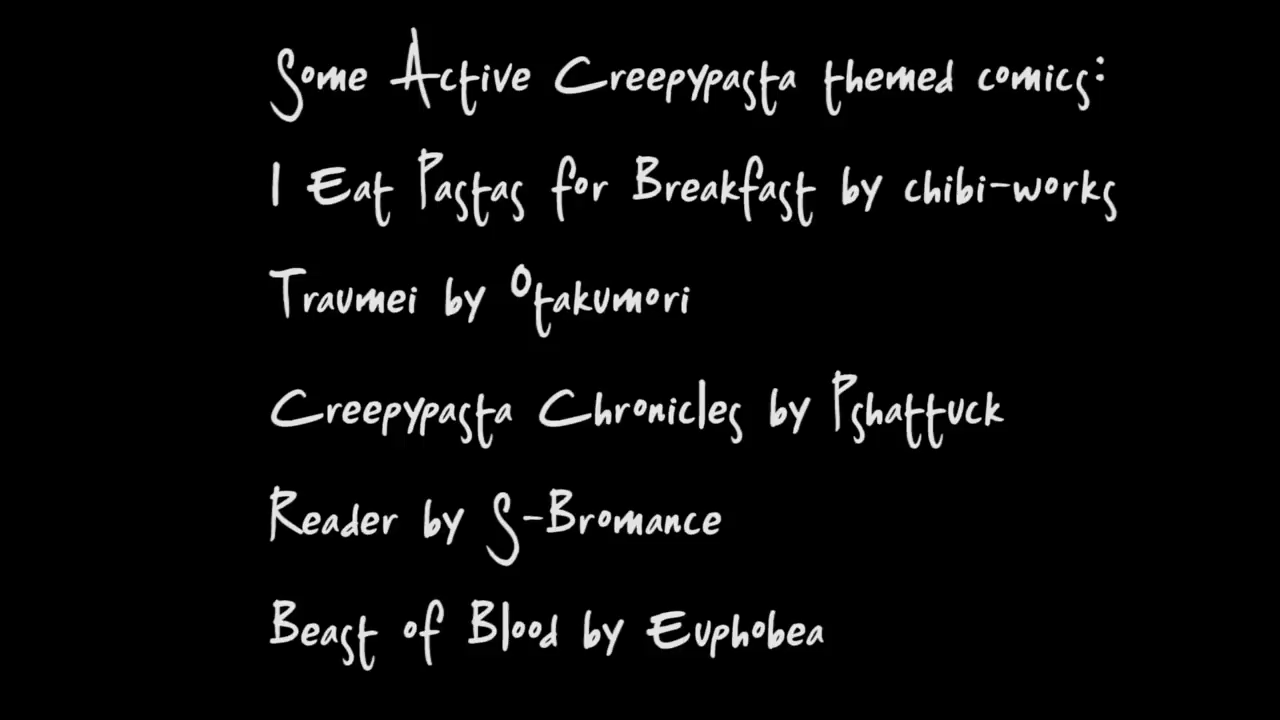 Some Active Creepypasta themed comics:
I Eat Pastas for Breakfast by chibi-works
Traumei by Otakumori
Creepypasta Chronicles by Pshattuck
Reader by S-Bromance
Beast of Blood by Euphobea